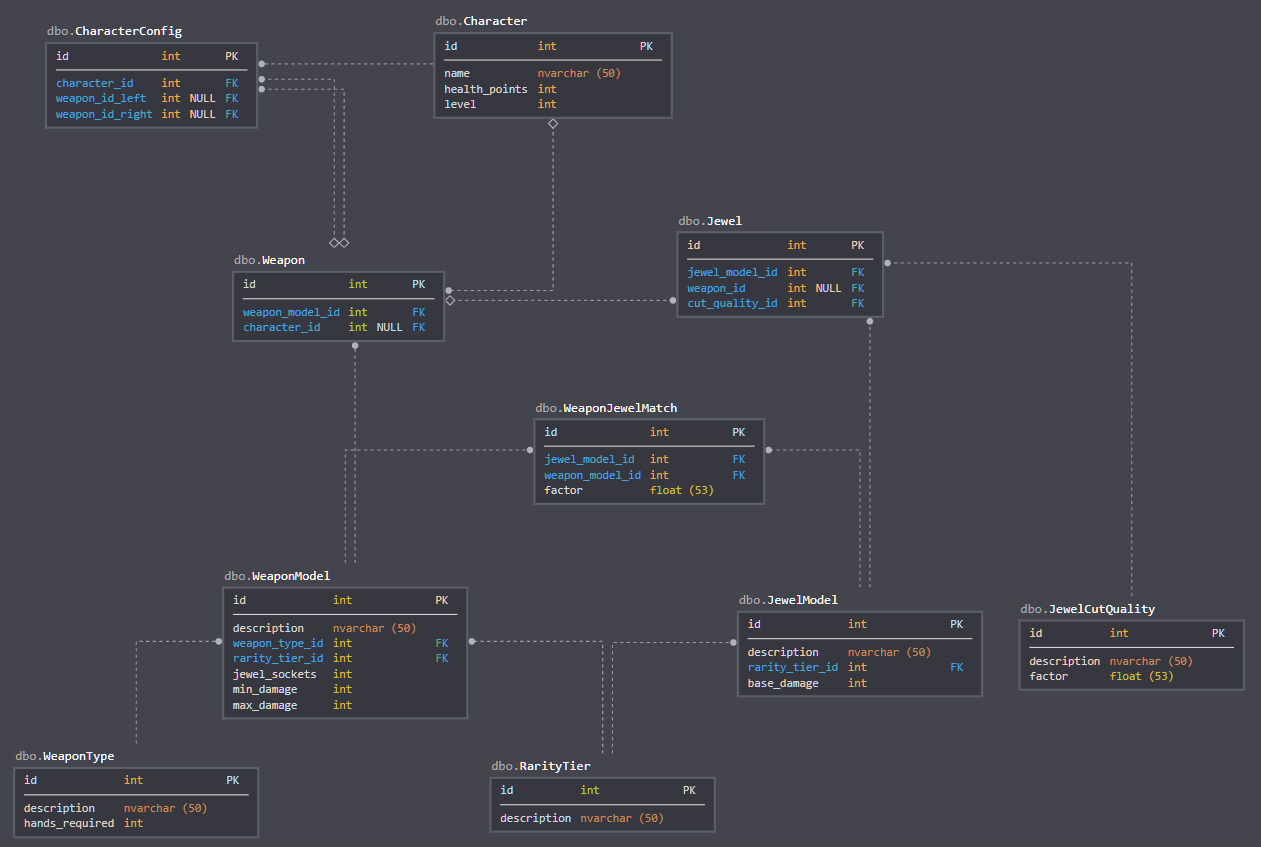 dbo.CharacterConfig
id int PK
character_id int FK
weapon_id_left int NULL FK
weapon_id_right int NULL FK
dbo.Character
id int PK
name nvarchar (50)
health_points int
level int
dbo.Jewel
id int PK
jewel_model_id int FK
weapon_id int NULL FK
cut_quality_id int FK
dbo.Weapon
id int PK
weapon_model_id int FK
character_id int NULL FK
dbo.WeaponJewelMatch
id int PK
jewel_model_id int FK
weapon_model_id int FK
factor float (53)
dbo.WeaponModel
id int PK
description nvarchar (50)
weapon_type_id int FK
rarity_tier_id int FK
jewel_sockets int
min_damage int
max_damage int
dbo.JewelModel
id int PK
description nvarchar (50)
rarity_tier_id int FK
base_damage int
dbo.JewelCutQuality
id int PK
description nvarchar (50)
factor float (53)
dbo.WeaponType
id int PK
description nvarchar (50)
hands_required int
dbo.RarityTier
id int PK
description nvarchar (50)